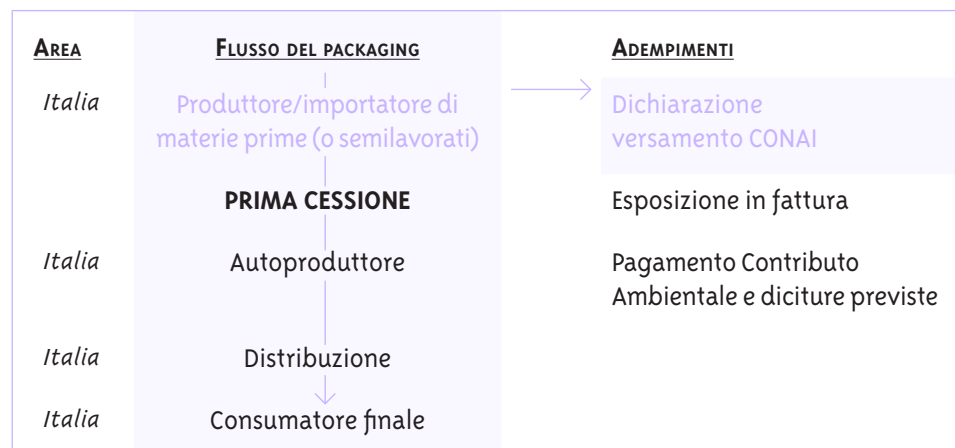 Area Flusso del packaging Adempimenti
Italia Produttore/importatore di Dichiarazione
materie prime (o semilavorati) versamento CONAI
PRIMA CESSIONE Esposizione in fattura
Italia Autoproduttore Pagamento Contributo
Ambientale e diciture previste
Italia Distribuzione
Italia Consumatore finale